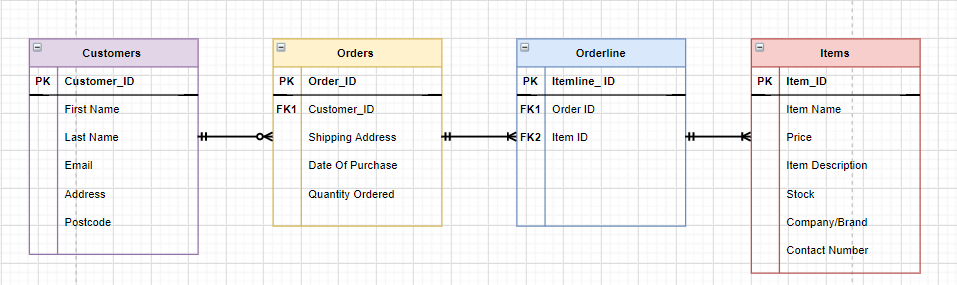 Customers
PK Customer_ID
First Name
Last Name
Email
Address
Postcode
Orders
PK Order_ID
FK1 Customer_ID
Shipping Address
Date Of Purchase
Quantity Ordered
Orderline
PK Itemline_ ID
FK1 Order ID
FK2 Item ID
Items
PK Item_ID
Item Name
Price
Item Description
Stock
Company/Brand
Contact Number